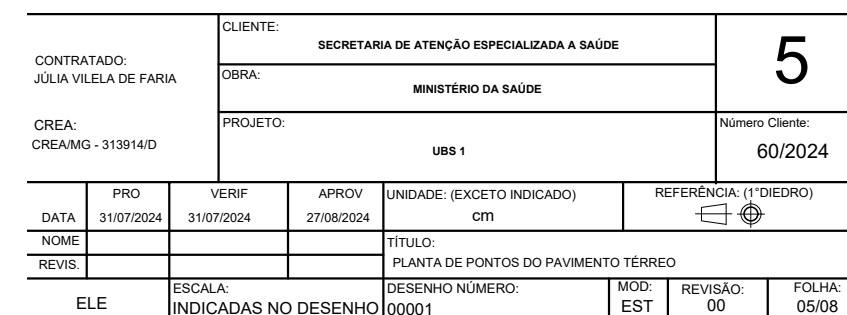 CLIENTE:
SECRETARIA DE ATENÇÃO ESPECIALIZADA A SAÚDE
5
CONTRATADO:
JÚLIA VILELA DE FARIA
OBRA:
MINISTÉRIO DA SAÚDE
CREA:
CREA/MG - 313914/D
PROJETO:
UBS 1
Número Cliente:
60/2024
PRO VERIF APROV UNIDADE: (EXCETO INDICADO) REFERÊNCIA: (1°DIEDRO)
DATA 31/07/2024 31/07/2024 27/08/2024 cm
NOME TÍTULO:
REVIS. PLANTA DE PONTOS DO PAVIMENTO TÉRREO
ELE ESCALA: DESENHO NÚMERO: MOD: REVISÃO: FOLHA:
INDICADAS NO DESENHO 00001 EST 00 05/08